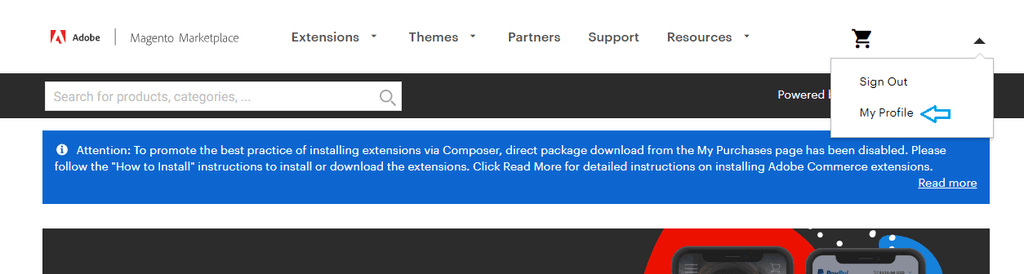 Adobe
Magento Marketplace
Extensions
Themes
Partners
Support
Resources
Sign Out
My Profile
Search for products, categories, ...
Powered
Attention: To promote the best practice of installing extensions via Composer, direct package download from the My Purchases page has been disabled. Please
follow the "How to Install" instructions to install or download the extensions. Click Read More for detailed instructions on installing Adobe Commerce extensions.
Read more
PayPal